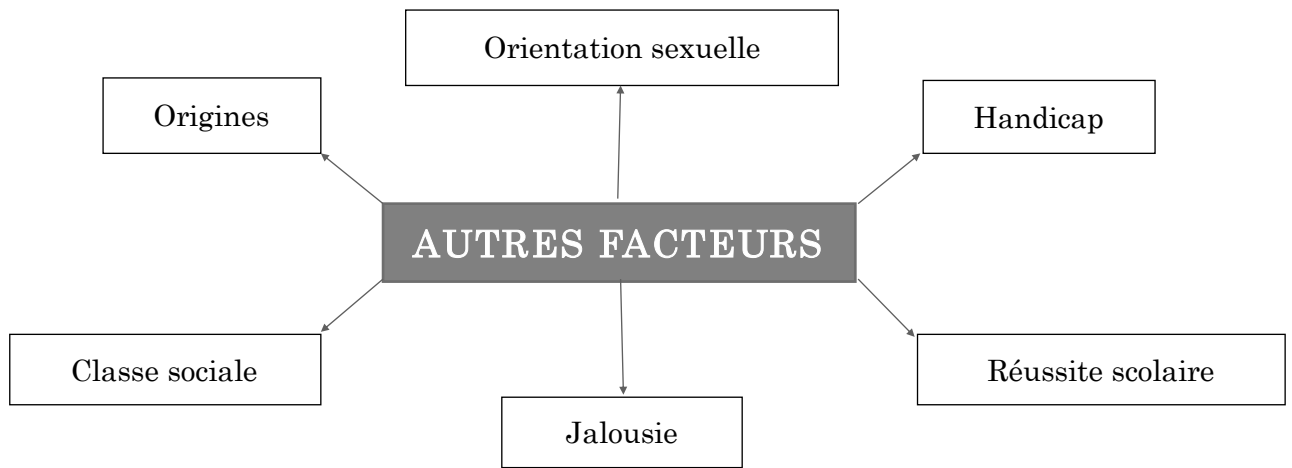 Orientation sexuelle
Origines
Handicap
AUTRES FACTEURS
Classe sociale
Réussite scolaire
Jalousie